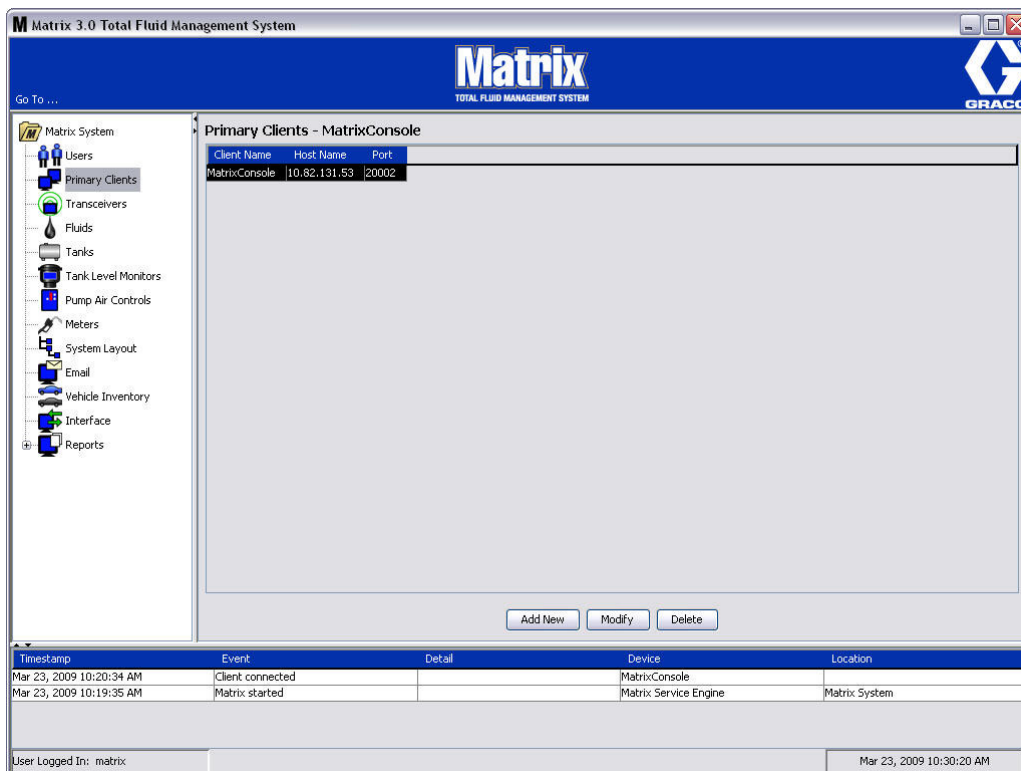 M Matrix 3.0 Total Fluid Management System
Matrix
TOTAL FLUID MANAGEMENT SYSTEM
GRACO
Go To ...
Matrix System
Users
Primary Clients
Transceivers
Fluids
Tanks
Tank Level Monitors
Pump Air Controls
Meters
System Layout
Email
Vehicle Inventory
Interface
Reports
Primary Clients - MatrixConsole
Client Name Host Name Port
MatrixConsole 10.82.131.53 20002
Add New Modify Delete
Timestamp Event Detail Device Location
Mar 23, 2009 10:20:34 AM Client connected MatrixConsole
Mar 23, 2009 10:19:35 AM Matrix started Matrix Service Engine Matrix System
User Logged In: matrix Mar 23, 2009 10:30:20 AM